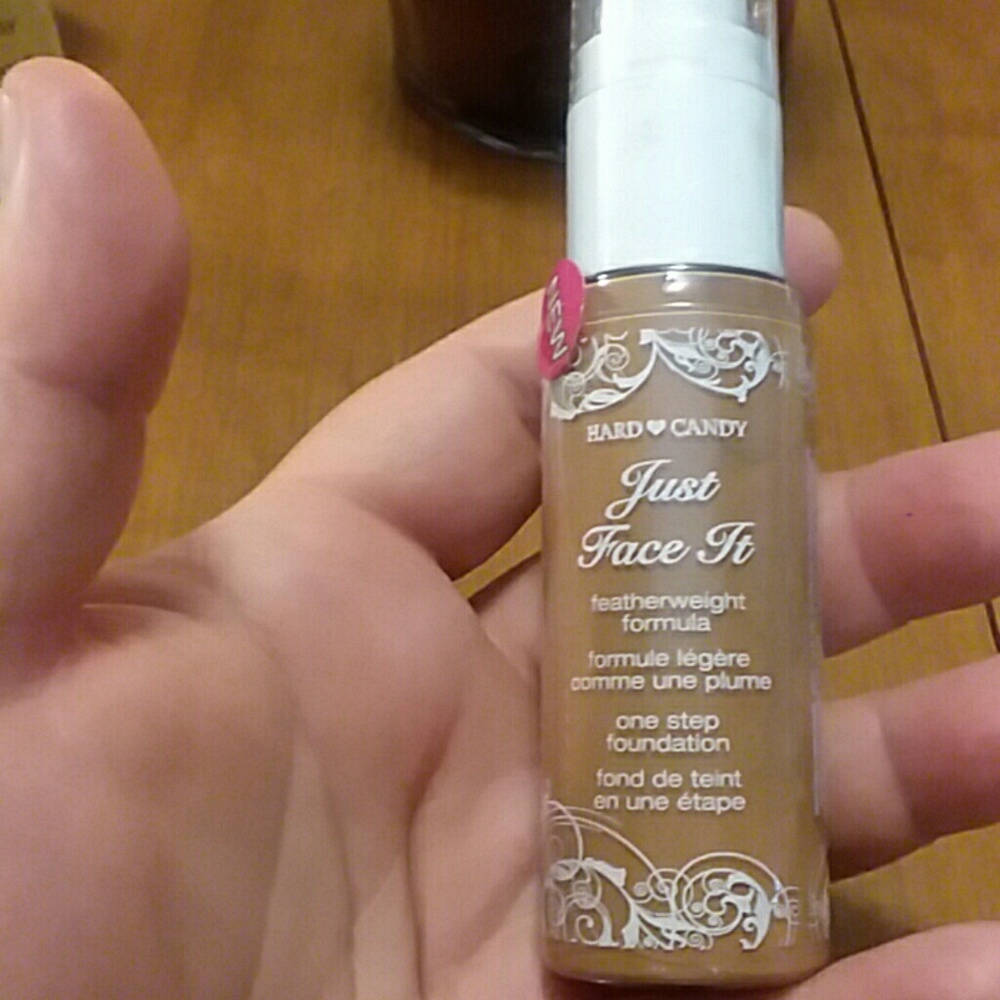 NEW
HARD CANDY
Just
Face It
featherweight
formula
formule légère
comme une plume
one step
foundation
fond de teint
en une étape